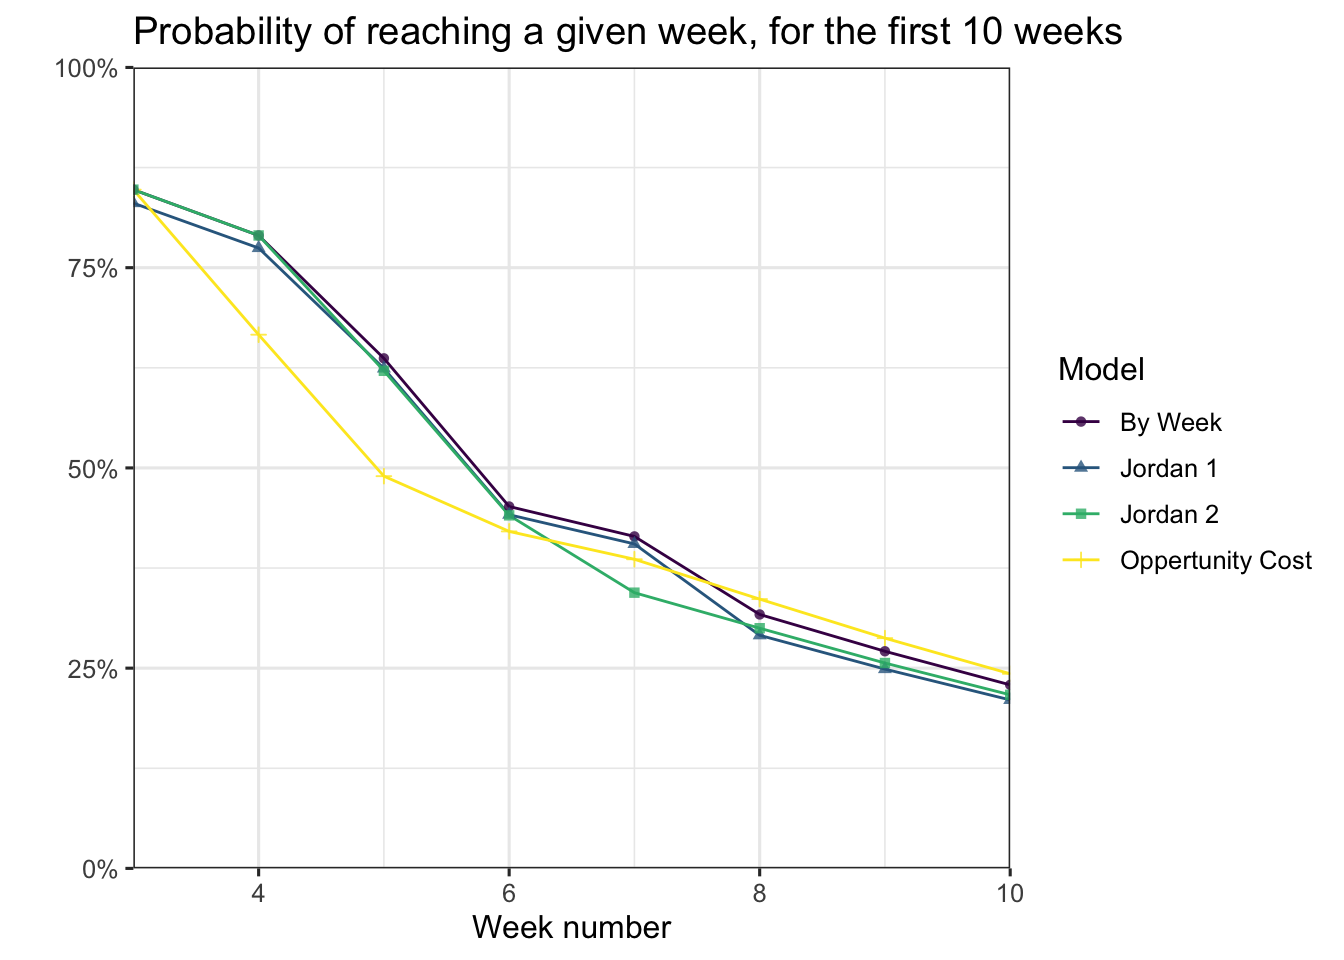 Probability of reaching a given week, for the first 10 weeks
100%
75%
50%
25%
0%
4 6 8 10
Week number
Model
By Week
Jordan 1
Jordan 2
Oppertunity Cost